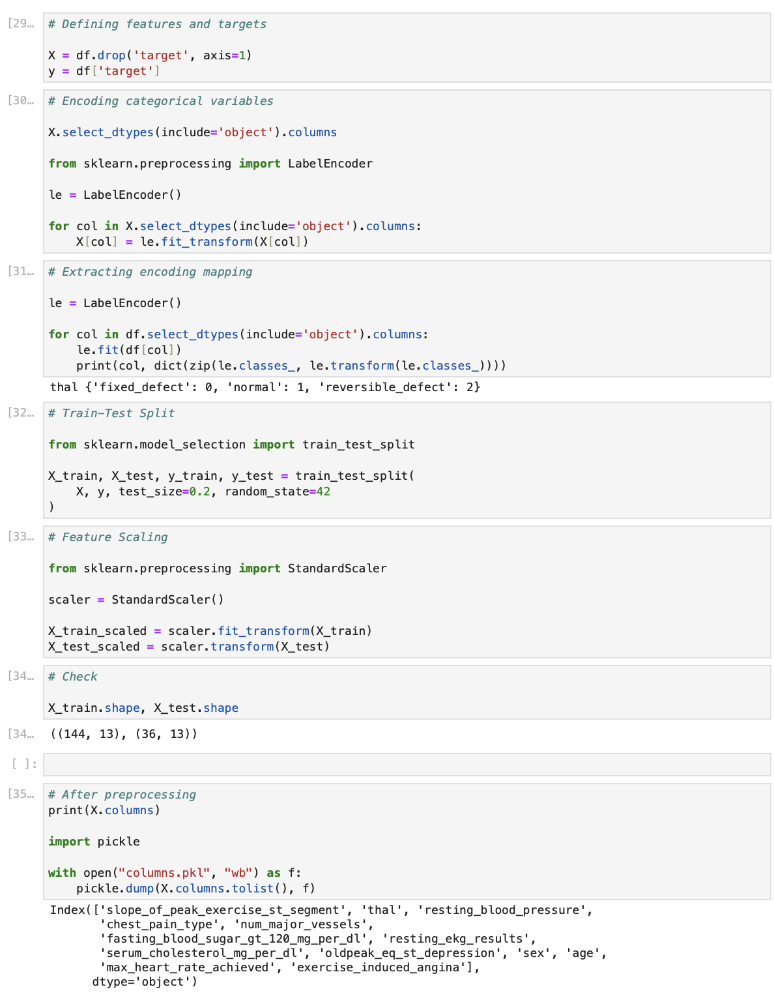 [29…
# Defining features and targets
X = df.drop('target', axis=1)
y = df['target']
[30…
# Encoding categorical variables
X.select_dtypes(include='object').columns
from sklearn.preprocessing import LabelEncoder
le = LabelEncoder()
for col in X.select_dtypes(include='object').columns:
    X[col] = le.fit_transform(X[col])
[31…
# Extracting encoding mapping
le = LabelEncoder()
for col in df.select_dtypes(include='object').columns:
    le.fit(df[col])
    print(col, dict(zip(le.classes_, le.transform(le.classes_))))
thal {'fixed_defect': 0, 'normal': 1, 'reversible_defect': 2}
[32…
# Train–Test Split
from sklearn.model_selection import train_test_split
X_train, X_test, y_train, y_test = train_test_split(
    X, y, test_size=0.2, random_state=42
)
[33…
# Feature Scaling
from sklearn.preprocessing import StandardScaler
scaler = StandardScaler()
X_train_scaled = scaler.fit_transform(X_train)
X_test_scaled = scaler.transform(X_test)
[34…
# Check
X_train.shape, X_test.shape
[34…
((144, 13), (36, 13))
[ ]:
[35…
# After preprocessing
print(X.columns)
import pickle
with open("columns.pkl", "wb") as f:
    pickle.dump(X.columns.tolist(), f)
Index(['slope_of_peak_exercise_st_segment', 'thal', 'resting_blood_pressure',
       'chest_pain_type', 'num_major_vessels',
       'fasting_blood_sugar_gt_120_mg_per_dl', 'resting_ekg_results',
       'serum_cholesterol_mg_per_dl', 'oldpeak_eq_st_depression', 'sex', 'age',
       'max_heart_rate_achieved', 'exercise_induced_angina'],
      dtype='object')